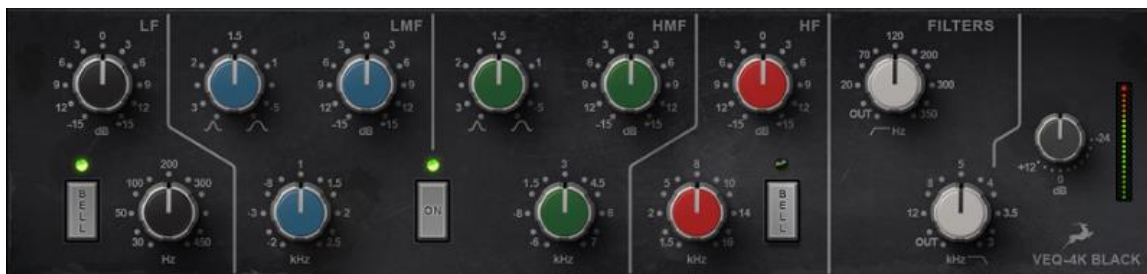 LF LMF HMF HF FILTERS
0 1.5 0 1.5 0 0 120
3 3 2 1 3 3 2 1 3 3 3 3 70 200
6 6 6 6 6 6 6 6
9 9 9 9 9 9 9 9 20 300
12 12 12 12 12 12 12 12
-15 +15 3 .5 -15 +15 3 .5 -15 +15 -15 +15 OUT 350
dB dB dB dB Hz
200 1 3 8 5
100 300 .8 1.5 1.5 4.5 5 10 8 4
50 400 .3 2 .8 6 2 14 12 3.5
30 450 .2 2.5 .6 7 1.5 16 OUT 3
Hz kHz kHz kHz kHz
BELL ON BELL
-24
+12
0
dB
VEQ-4K BLACK